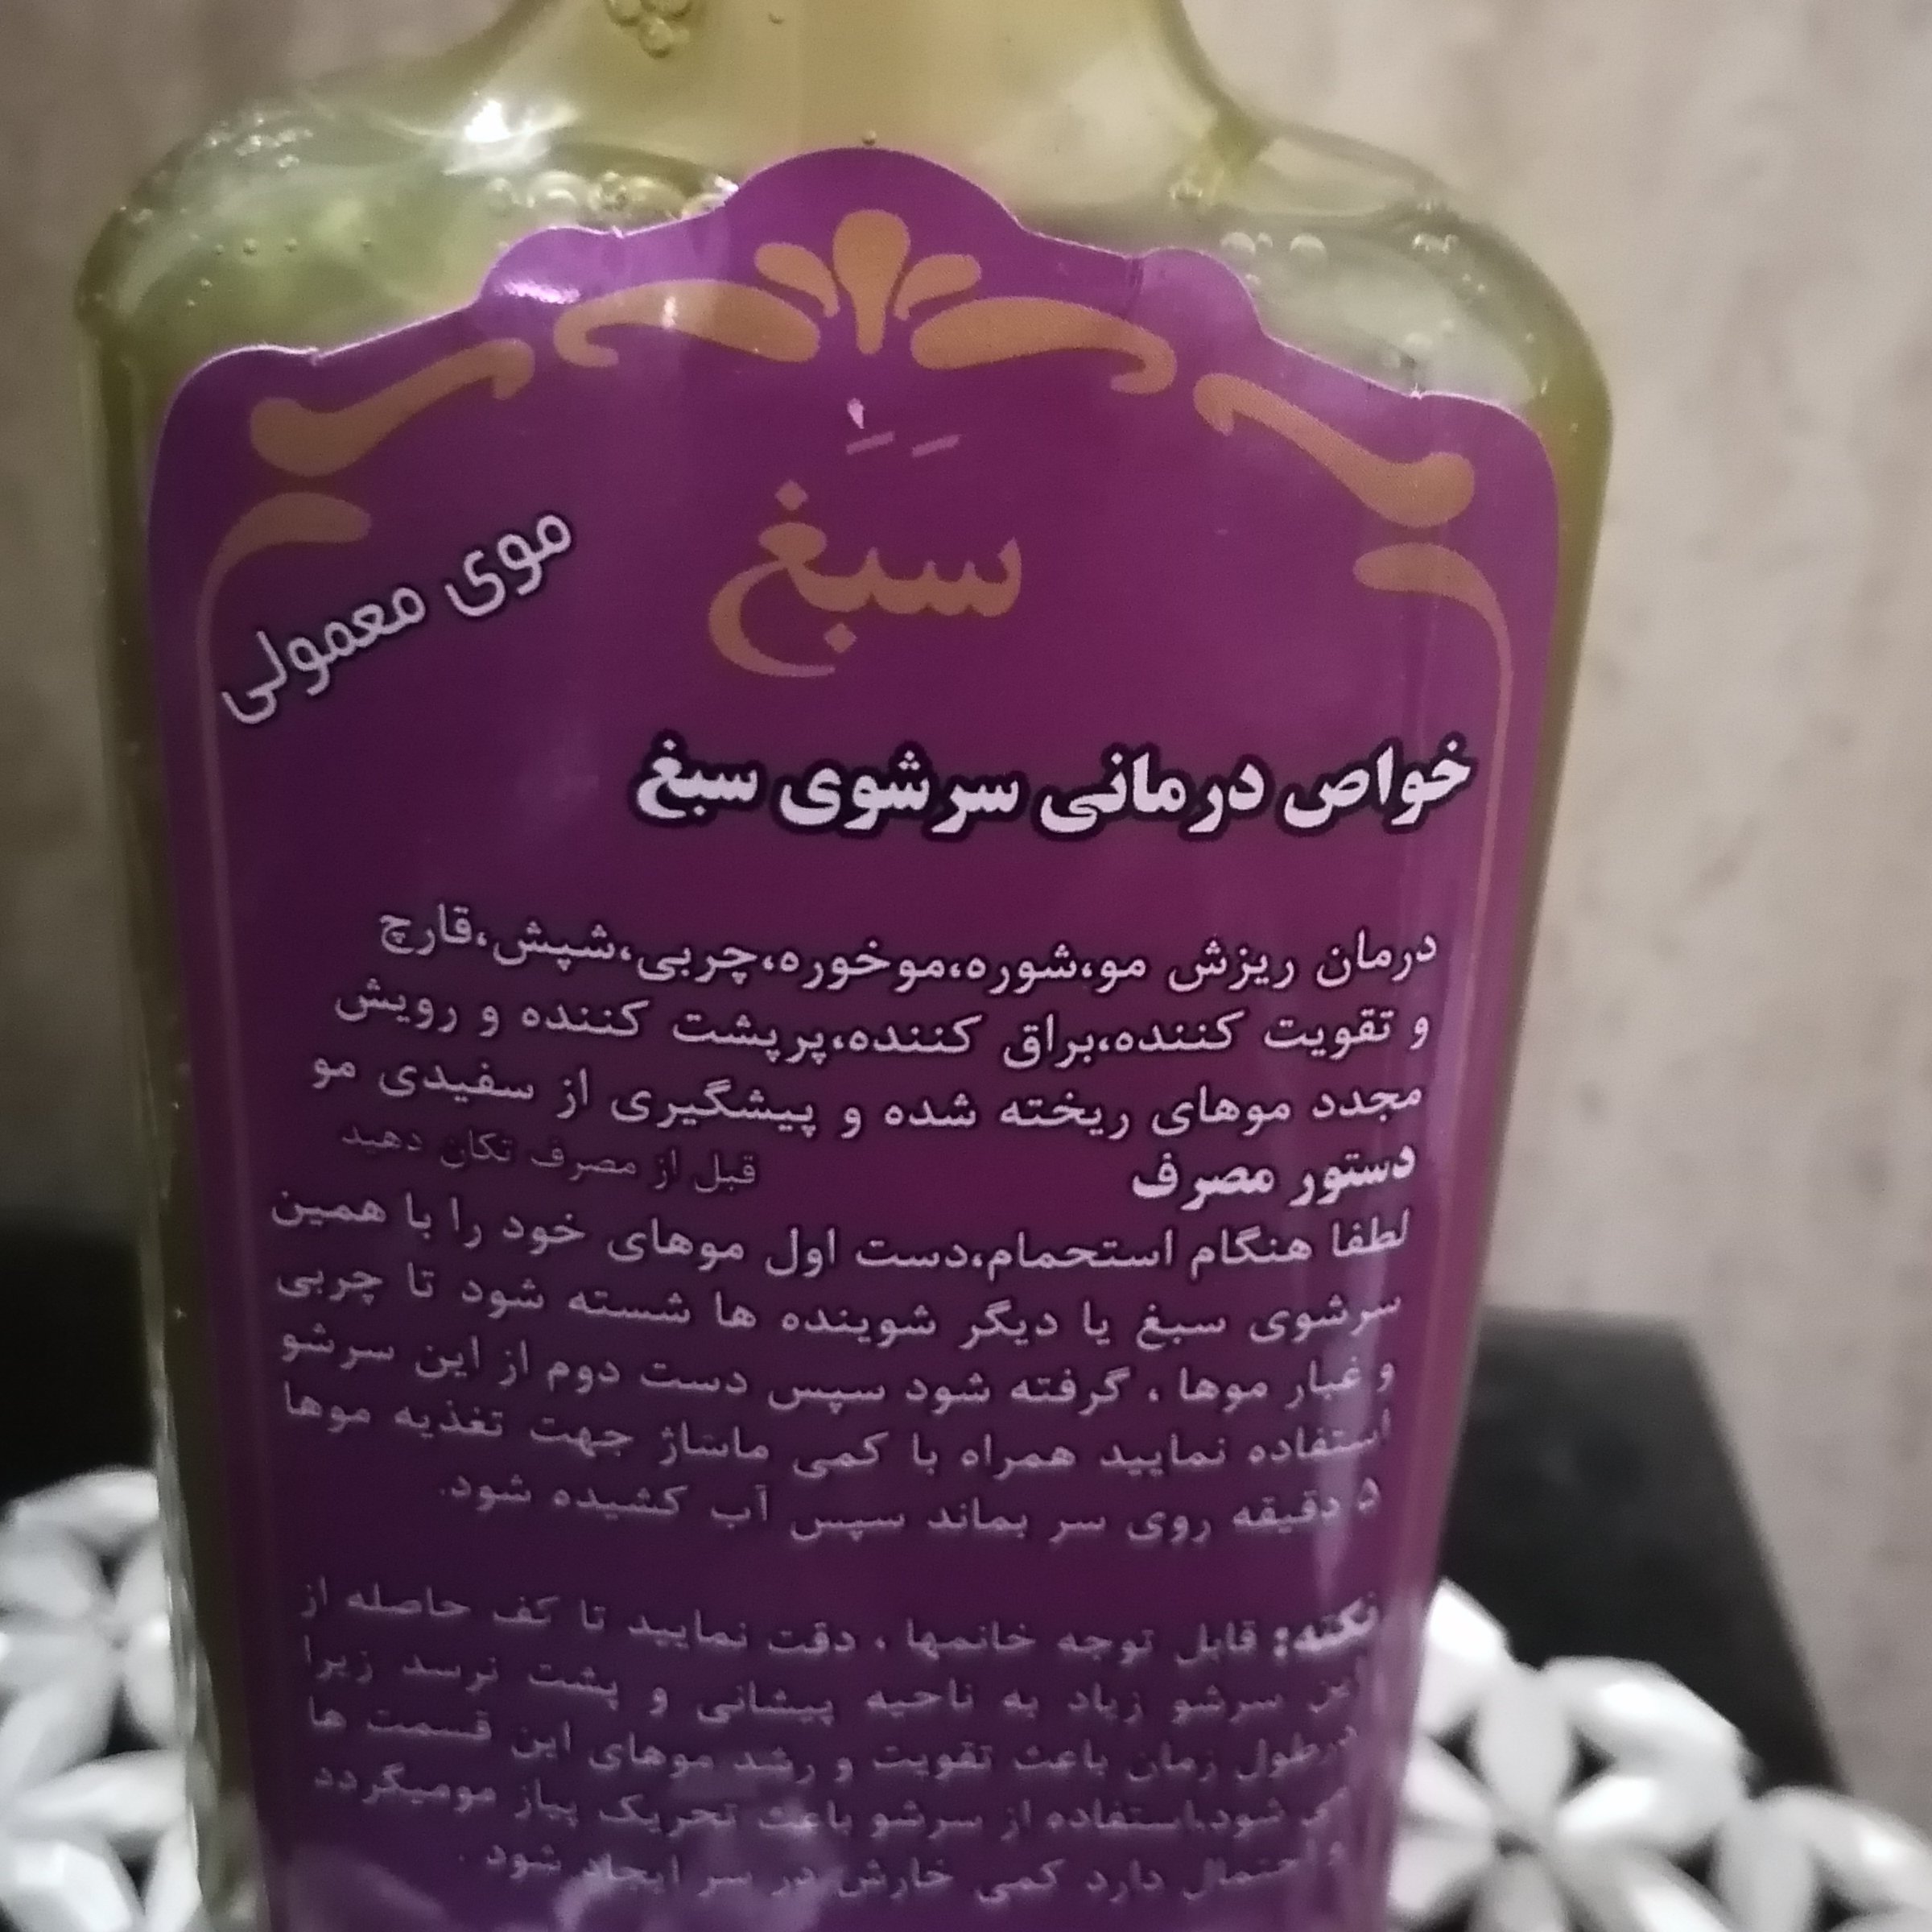 سَبَغ
موی معمولی
خواص درمانی سرشوی سبغ
درمان ریزش مو،شوره،موخوره،چربی،شپش،قارچ
و تقویت کننده،براق کننده،پرپشت کننده و رویش
مجدد موهای ریخته شده و پیشگیری از سفیدی مو
دستور مصرف قبل از مصرف تکان دهید
لطفا هنگام استحمام،دست اول موهای خود را با همین
سرشوی سبغ یا دیگر شوینده ها شسته شود تا چربی
و غبار موها ، گرفته شود سپس دست دوم از این سرشو
استفاده نمایید همراه با کمی ماساژ جهت تغذیه موها
۵ دقیقه روی سر بماند سپس آب کشیده شود.
نکته: قابل توجه خانمها ، دقت نمایید تا کف حاصله از
این سرشو زیاد به ناحیه پیشانی و پشت نرسد زیرا
درطول زمان باعث تقویت و رشد موهای این قسمت ها
می شود.استفاده از سرشو باعث تحریک پیاز مومیگردد
و احتمال دارد کمی خارش در سر ایجاد شود .